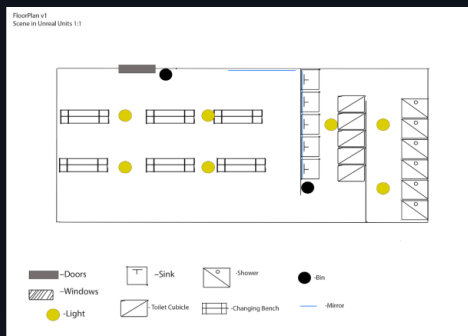 FloorPlan v1
Scene in Unreal Units 1:1
-Doors
-Sink
-Shower
-Bin
-Windows
-Light
-Toilet Cubicle
-Changing Bench
-Mirror